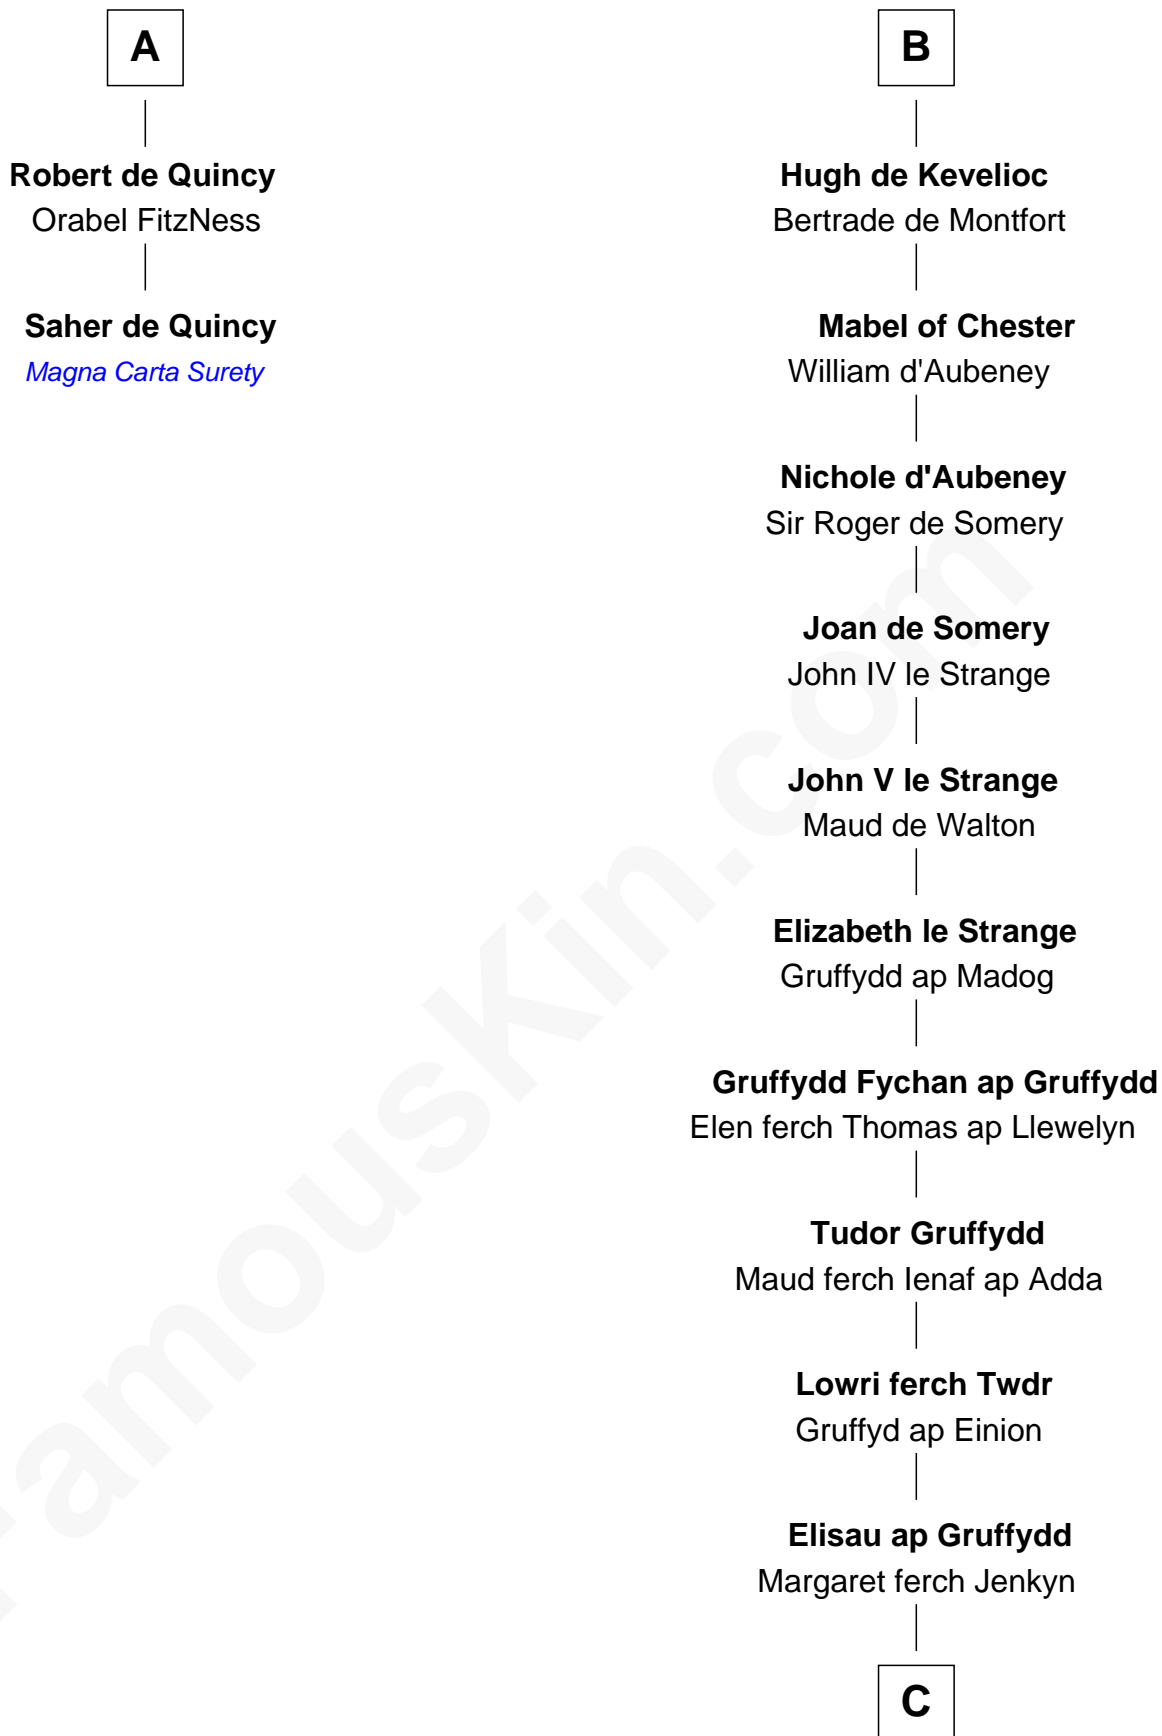 A
Robert de Quincy
Orabel FitzNess
Saher de Quincy
Magna Carta Surety
B
Hugh de Kevelioc
Bertrade de Montfort
Mabel of Chester
William d'Aubeney
Nichole d'Aubeney
Sir Roger de Somery
Joan de Somery
John IV le Strange
John V le Strange
Maud de Walton
Elizabeth le Strange
Gruffydd ap Madog
Gruffydd Fychan ap Gruffydd
Elen ferch Thomas ap Llewelyn
Tudor Gruffydd
Maud ferch Ienaf ap Adda
Lowri ferch Twdr
Gruffyd ap Einion
Elisau ap Gruffydd
Margaret ferch Jenkyn
C
FamousKin.com